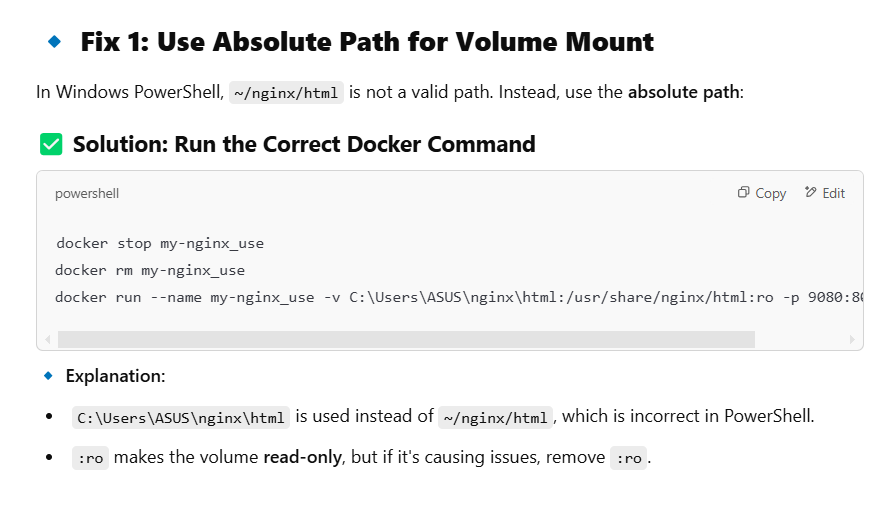 Fix 1: Use Absolute Path for Volume Mount
In Windows PowerShell, ~/nginx/html is not a valid path. Instead, use the absolute path:
Solution: Run the Correct Docker Command
powershell
Copy
Edit
docker stop my-nginx_use
docker rm my-nginx_use
docker run --name my-nginx_use -v C:\Users\ASUS\nginx\html:/usr/share/nginx/html:ro -p 9080:80
Explanation:
• C:\Users\ASUS\nginx\html is used instead of ~/nginx/html, which is incorrect in PowerShell.
• :ro makes the volume read-only, but if it's causing issues, remove :ro.